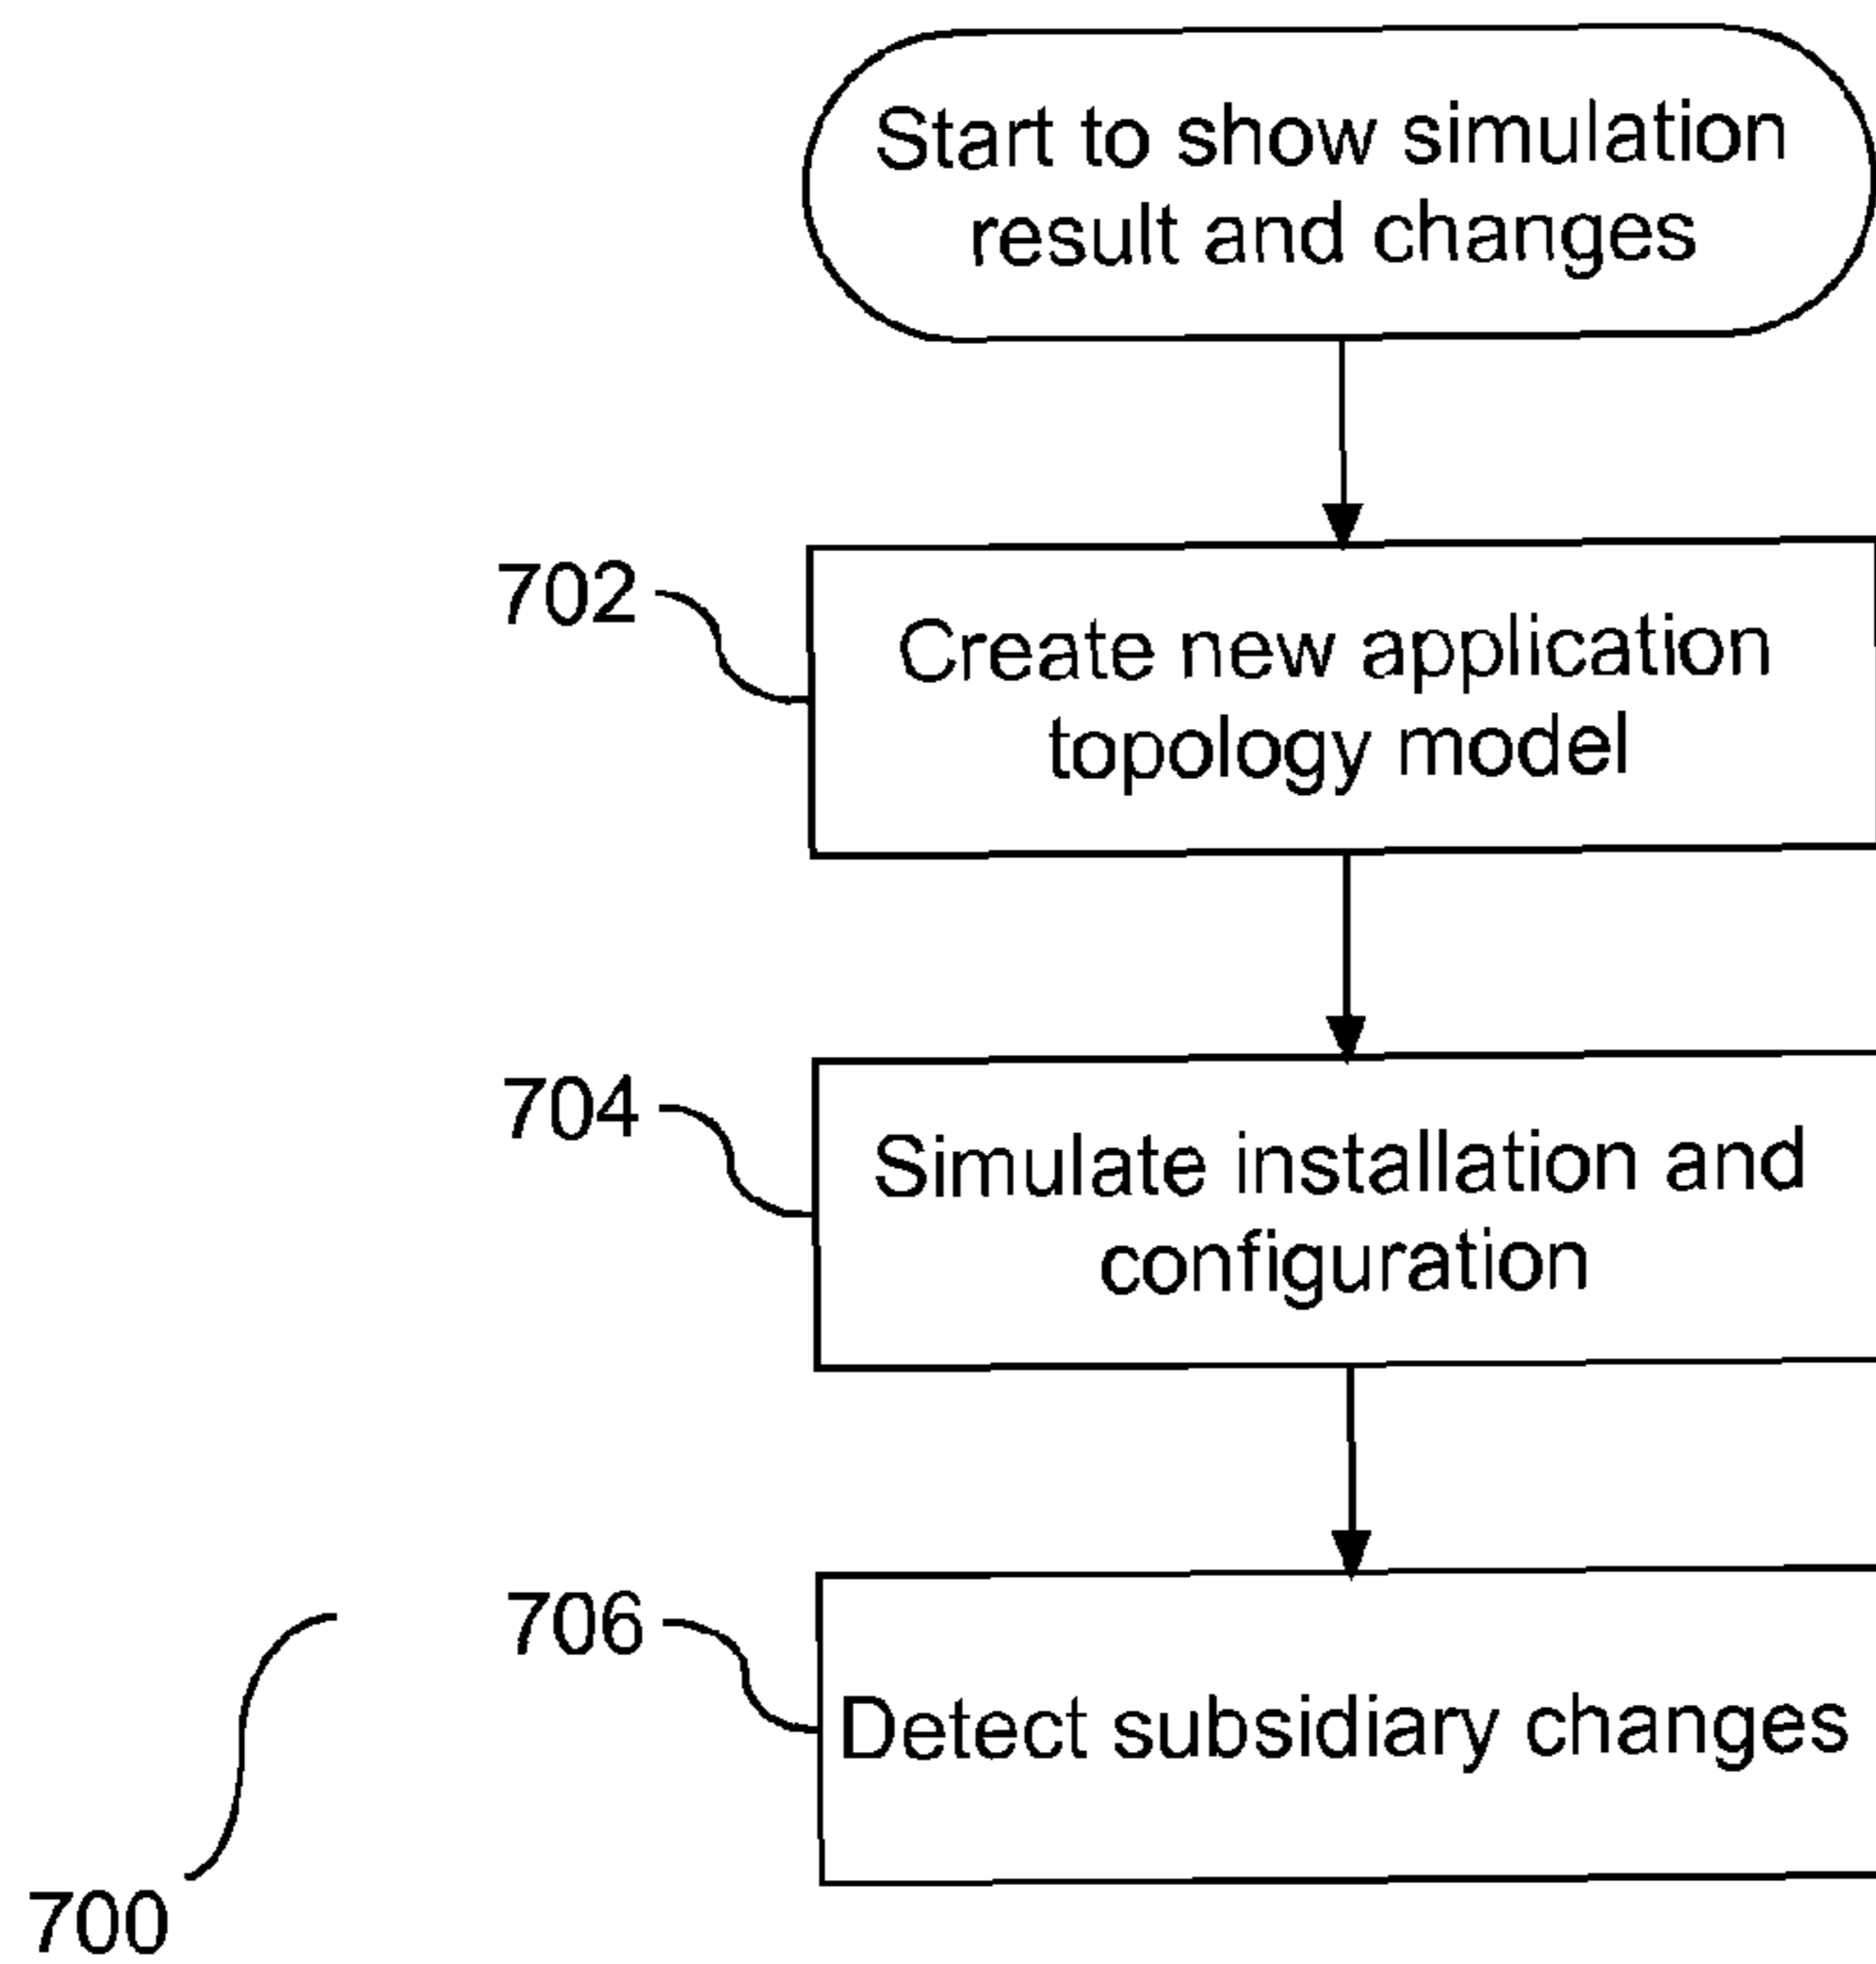 Start to show simulation
result and changes
702
Create new application
topology model
704
Simulate installation and
configuration
706
Detect subsidiary changes
700